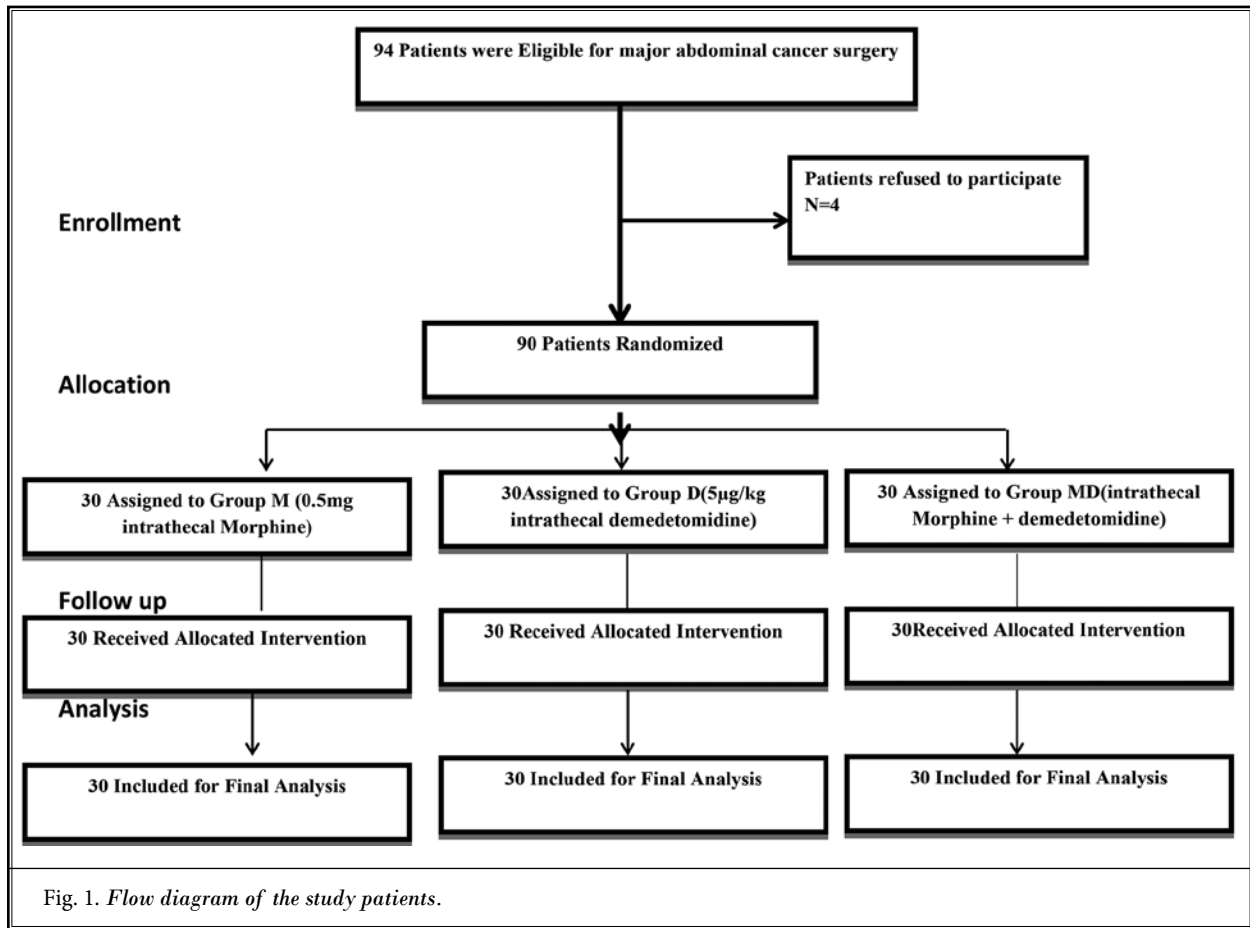 94 Patients were Eligible for major abdominal cancer surgery
Patients refused to participate
N=4
Enrollment
90 Patients Randomized
Allocation
30 Assigned to Group M (0.5mg
intrathecal Morphine)
30Assigned to Group D(5µg/kg
intrathecal demedetomidine)
30 Assigned to Group MD(intrathecal
Morphine + demedetomidine)
Follow up
30 Received Allocated Intervention
30 Received Allocated Intervention
30Received Allocated Intervention
Analysis
30 Included for Final Analysis
30 Included for Final Analysis
30 Included for Final Analysis
Fig. 1. Flow diagram of the study patients.